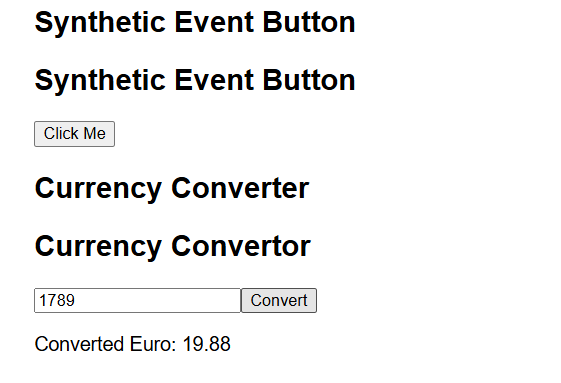 Synthetic Event Button
Synthetic Event Button
Click Me
Currency Converter
Currency Convertor
1789 Convert
Converted Euro: 19.88